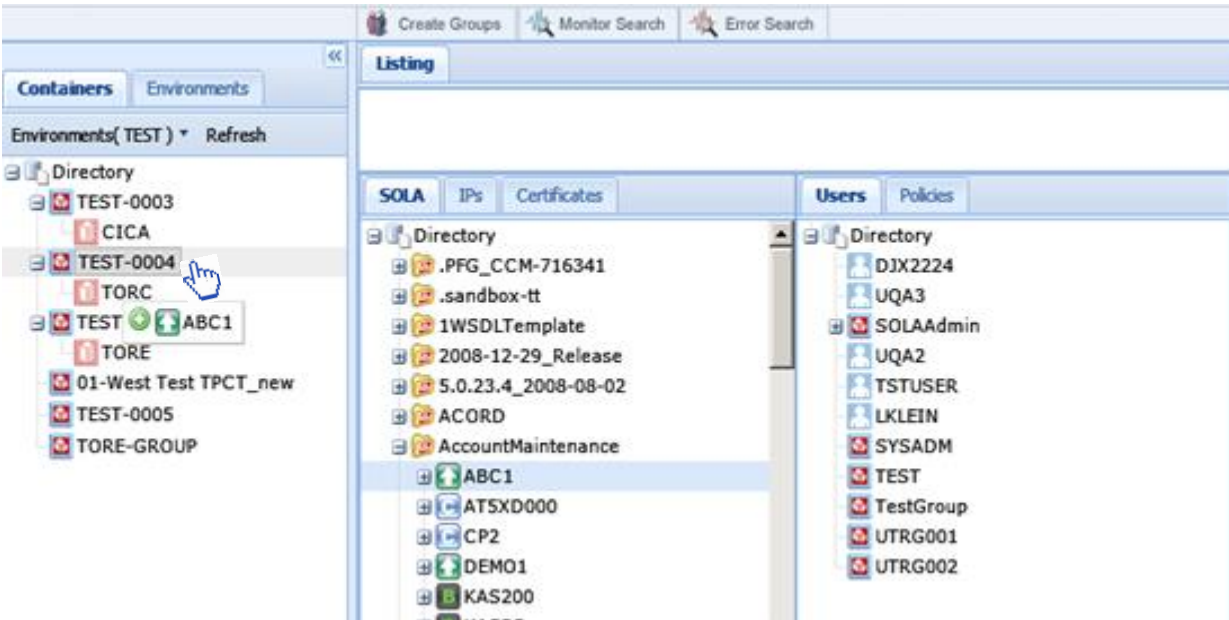 Create Groups Monitor Search Error Search
Containers Environments
Environments( TEST ) Refresh
Directory
TEST-0003
CICA
TEST-0004
TORC
TEST ABC1
TORE
01-West Test TPCT_new
TEST-0005
TORE-GROUP
Listing
SOLA IPs Certificates
Directory
.PFG_CCM-716341
.sandbox-tt
1WSDLTemplate
2008-12-29_Release
5.0.23.4_2008-08-02
ACORD
AccountMaintenance
ABC1
AT5XD000
CP2
DEMO1
B KAS200
Users Policies
Directory
DJX2224
UQA3
SOLAAdmin
UQA2
TSTUSER
LKLEIN
SYSADM
TEST
TestGroup
UTRG001
UTRG002